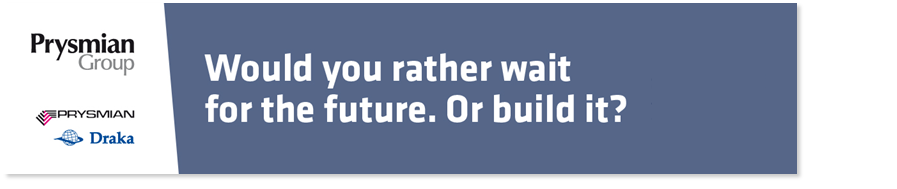 Prysmian
Group
PRYSMIAN
Draka
Would you rather wait
for the future. Or build it?